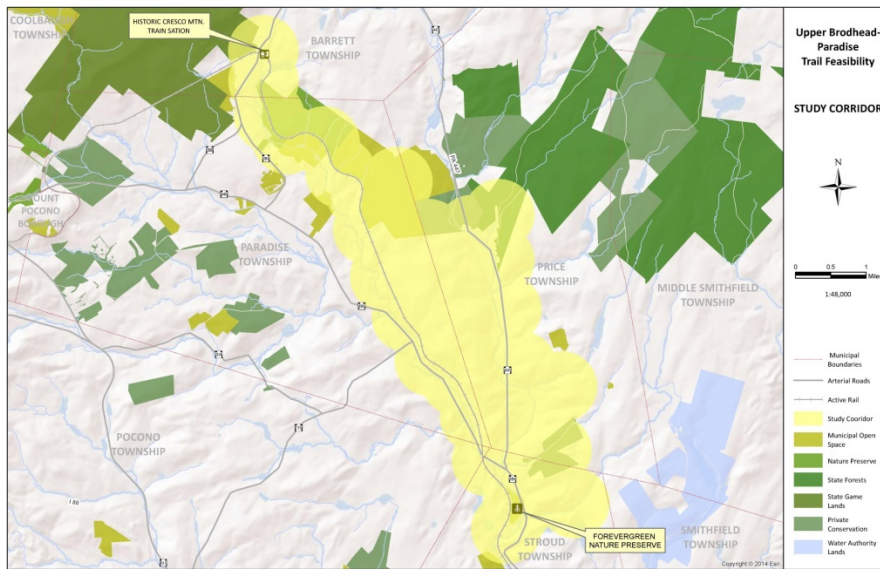 COOLBAUGH
TOWNSHIP
HISTORIC CRESCO MTN.
TRAIN SATION
BARRETT
TOWNSHIP
MOUNT
POCONO
BOROUGH
PARADISE
TOWNSHIP
PRICE
TOWNSHIP
MIDDLE SMITHFIELD
TOWNSHIP
POCONO
TOWNSHIP
I 80
STROUD
TOWNSHIP
FOREVERGREEN
NATURE PRESERVE
SMITHFIELD
TOWNSHIP
Copyright © 2014 Esri
Upper Brodhead-
Paradise
Trail Feasibility
STUDY CORRIDOR
N
0 0.5 1
Miles
1:48,000
Municipal
Boundaries
Arterial Roads
Active Rail
Study Cooridor
Municipal Open
Space
Nature Preserve
State Forests
State Game
Lands
Private
Conservation
Water Authority
Lands